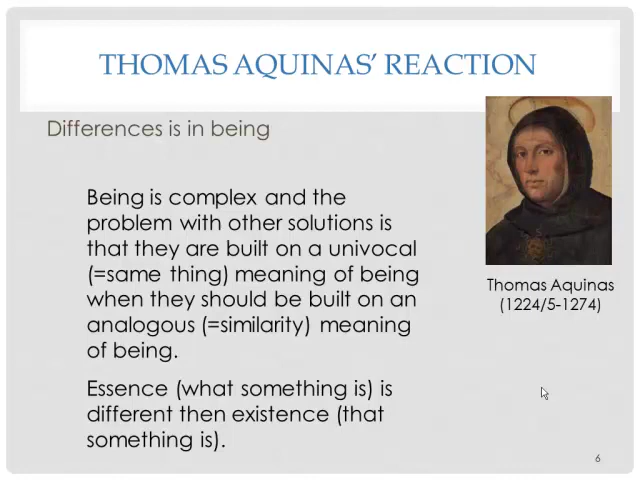 THOMAS AQUINAS’ REACTION
Differences is in being
Being is complex and the
problem with other solutions is
that they are built on a univocal
(=same thing) meaning of being
when they should be built on an
analogous (=similarity) meaning
of being.
Essence (what something is) is
different then existence (that
something is).
Thomas Aquinas
(1224/5-1274)
6